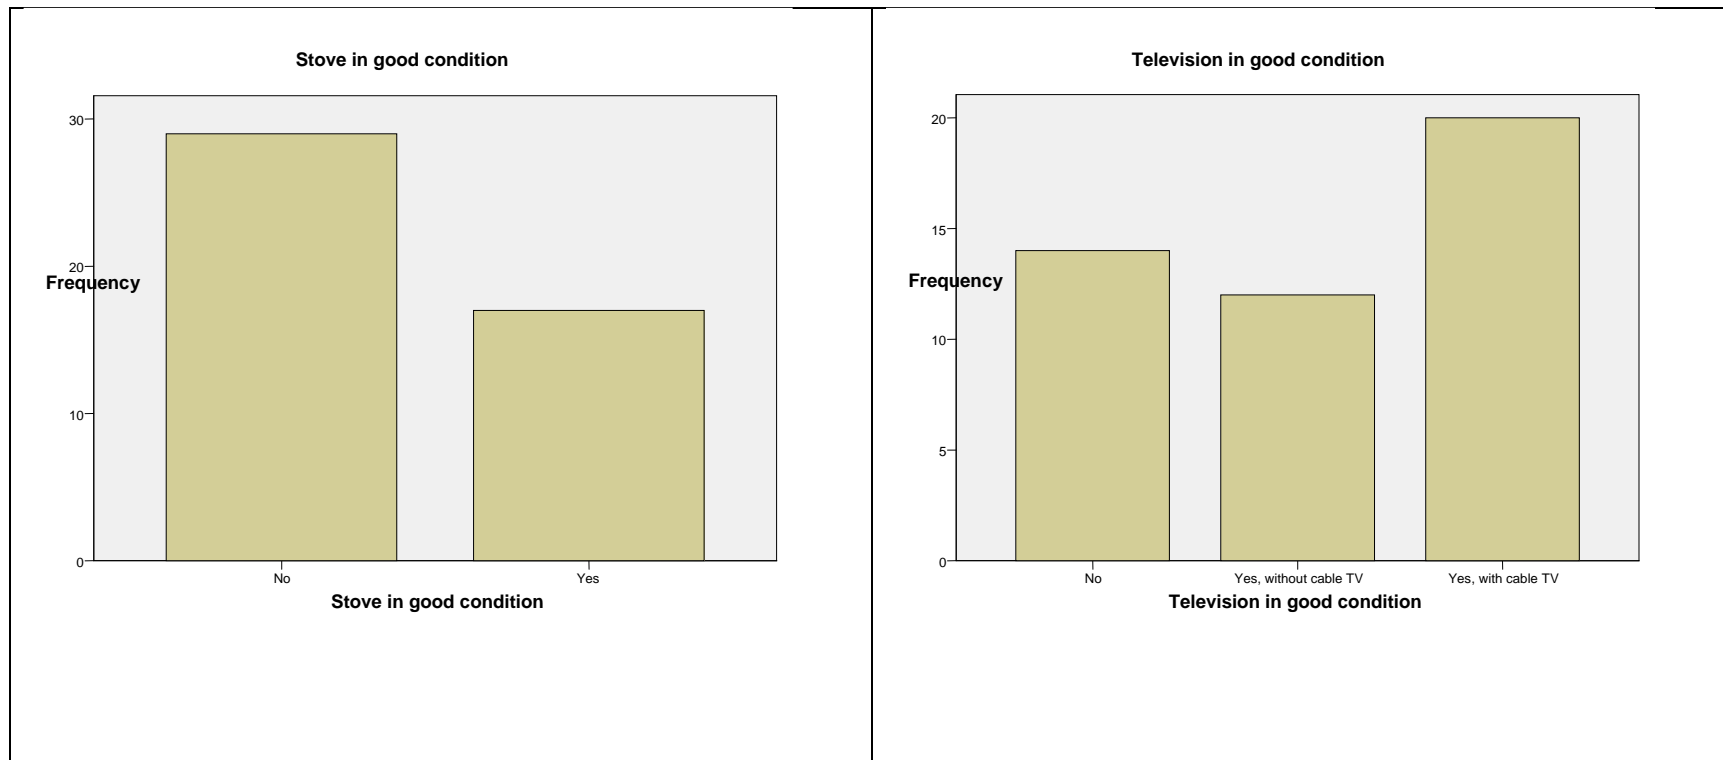 Stove in good condition
30
20
Frequency
10
0
No Yes
Stove in good condition
Television in good condition
20
15
Frequency
10
5
0
No Yes, without cable TV Yes, with cable TV
Television in good condition